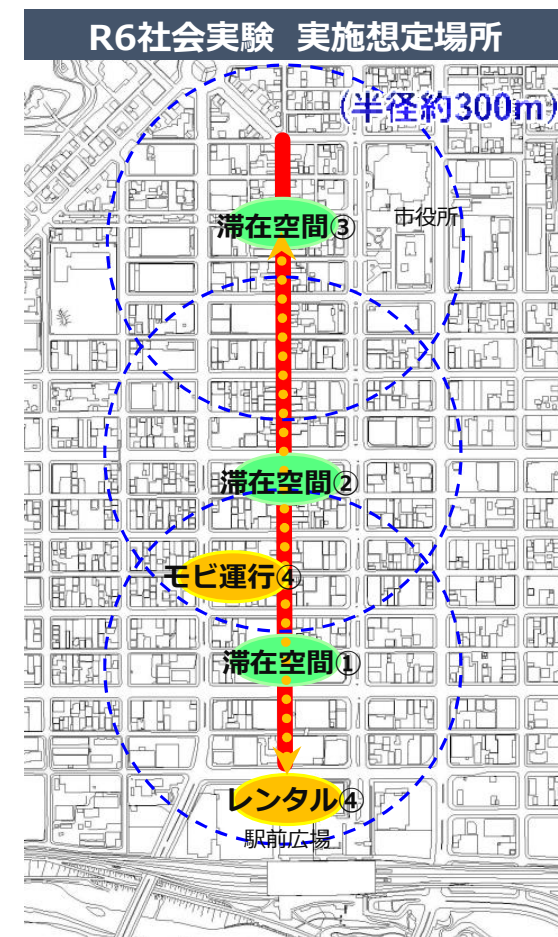 R6社会実験 実施想定場所
(半径約300m)
市役所
滞在空間③
滞在空間②
モビ運行④
滞在空間①
レンタル④
駅前広場